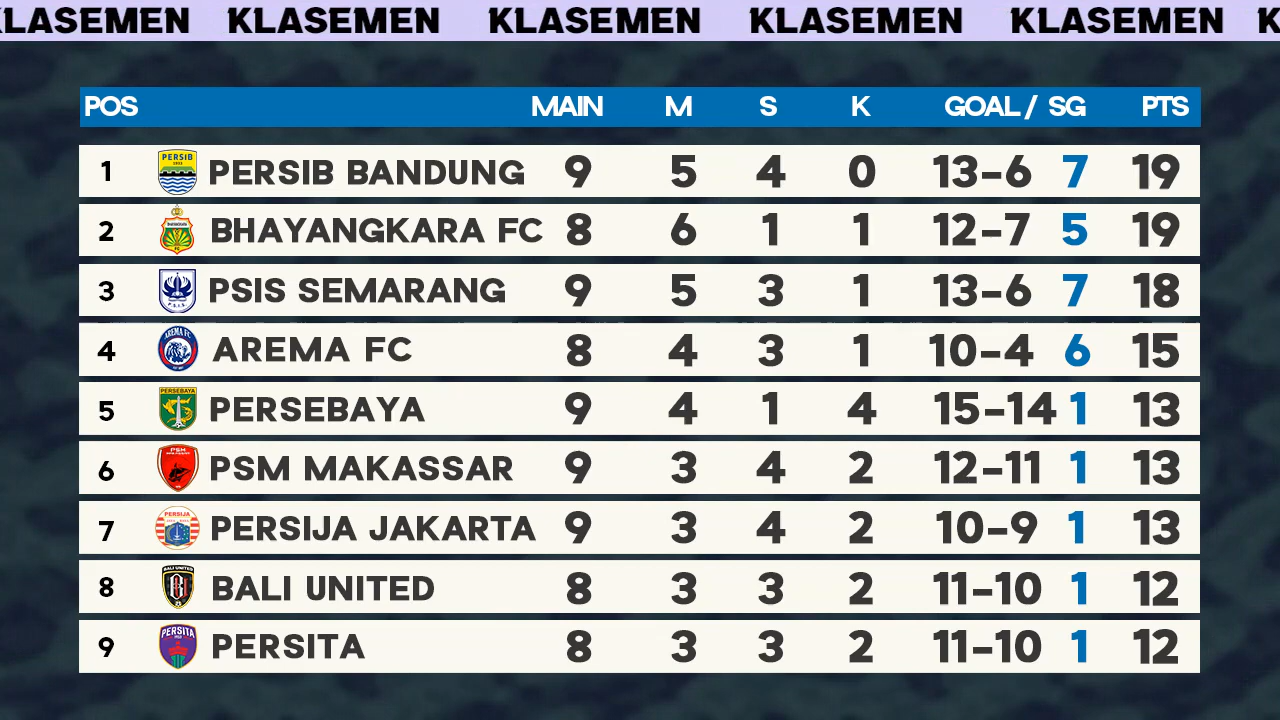 KLASEMEN KLASEMEN KLASEMEN KLASEMEN KLASEMEN K
POS MAIN M S K GOAL / SG PTS
1 PERSIB BANDUNG 9 5 4 0 13-6 7 19
2 BHAYANGKARA FC 8 6 1 1 12-7 5 19
3 PSIS SEMARANG 9 5 3 1 13-6 7 18
4 AREMA FC 8 4 3 1 10-4 6 15
5 PERSEBAYA 9 4 1 4 15-14 1 13
6 PSM MAKASSAR 9 3 4 2 12-11 1 13
7 PERSIJA JAKARTA 9 3 4 2 10-9 1 13
8 BALI UNITED 8 3 3 2 11-10 1 12
9 PERSITA 8 3 3 2 11-10 1 12